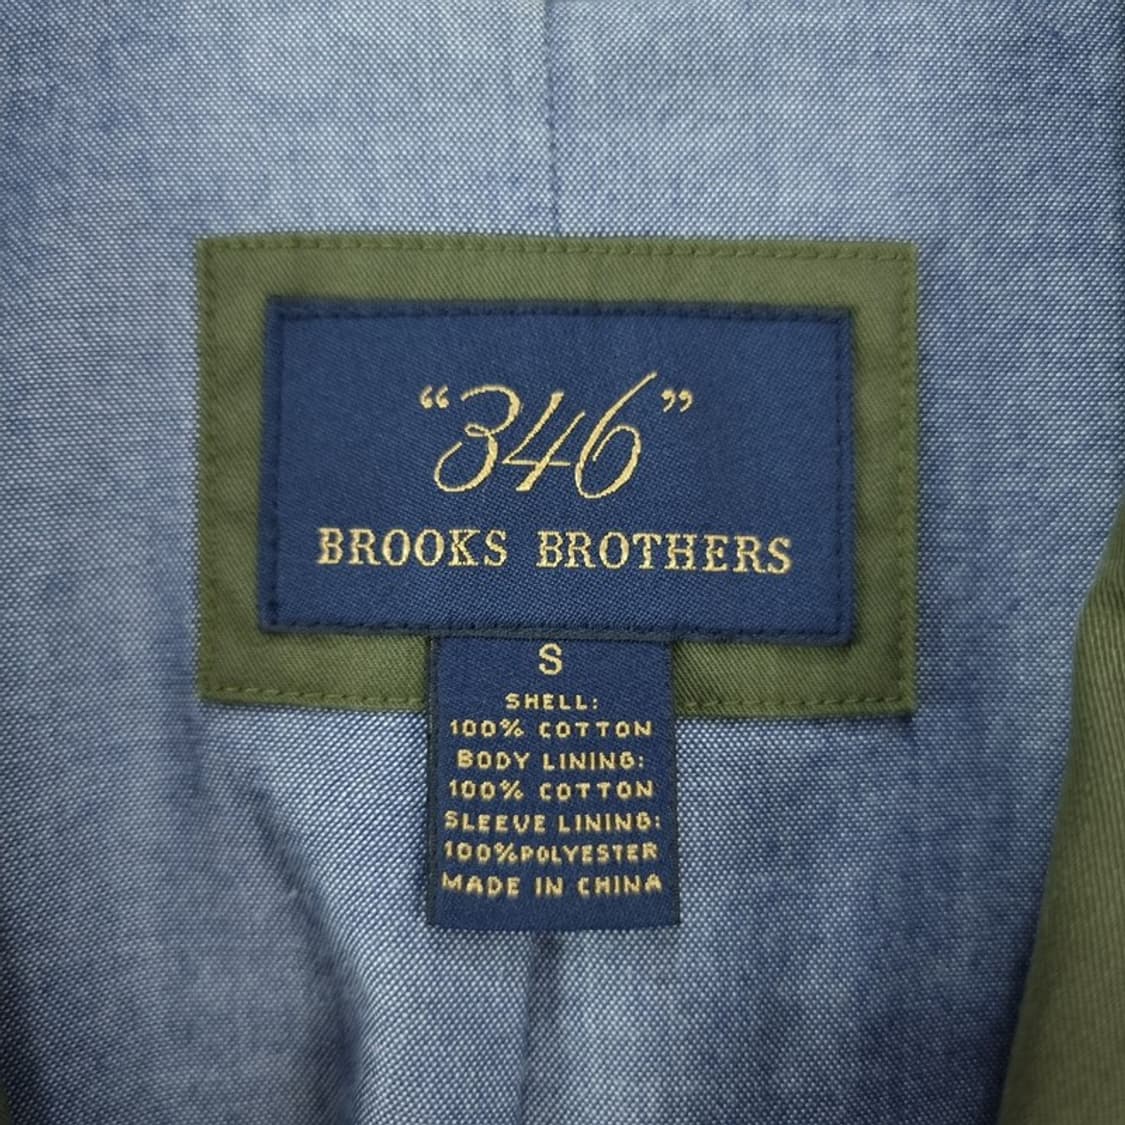 “346”
BROOKS BROTHERS
S
SHELL:
100% COTTON
BODY LINING:
100% COTTON
SLEEVE LINING:
100%POLYESTER
MADE IN CHINA